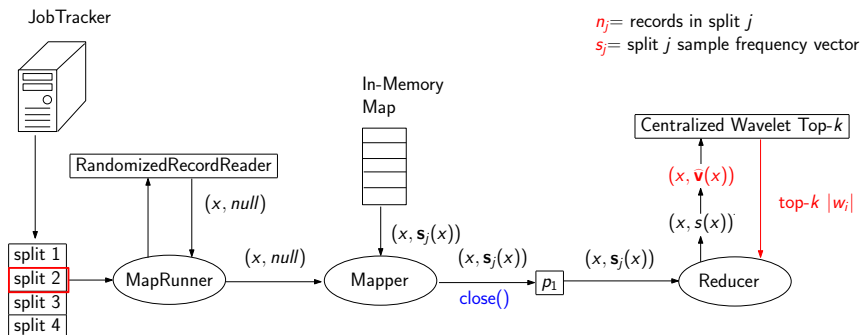 JobTracker
n_j= records in split j
s_j= split j sample frequency vector
In-Memory
Map
Centralized Wavelet Top-k
RandomizedRecordReader
(x, v̂(x))
(x, null)
top-k |w_i|
(x, s(x))
(x, s_j(x))
split 1
split 2
split 3
split 4
MapRunner
(x, null)
Mapper
(x, s_j(x))
close()
p_1
(x, s_j(x))
Reducer